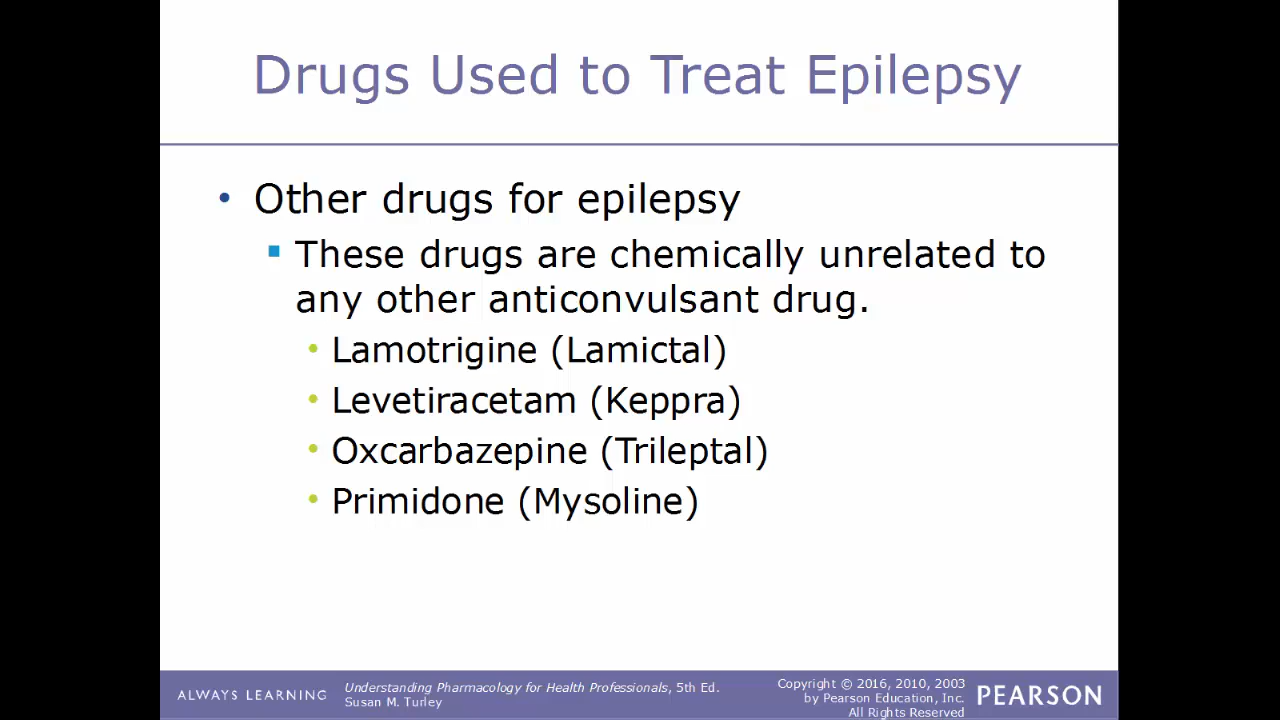 Drugs Used to Treat Epilepsy
• Other drugs for epilepsy
▪ These drugs are chemically unrelated to
any other anticonvulsant drug.
• Lamotrigine (Lamictal)
• Levetiracetam (Keppra)
• Oxcarbazepine (Trileptal)
• Primidone (Mysoline)
ALWAYS LEARNING
Understanding Pharmacology for Health Professionals, 5th Ed.
Susan M. Turley
Copyright © 2016, 2010, 2003
by Pearson Education, Inc.
All Rights Reserved
PEARSON